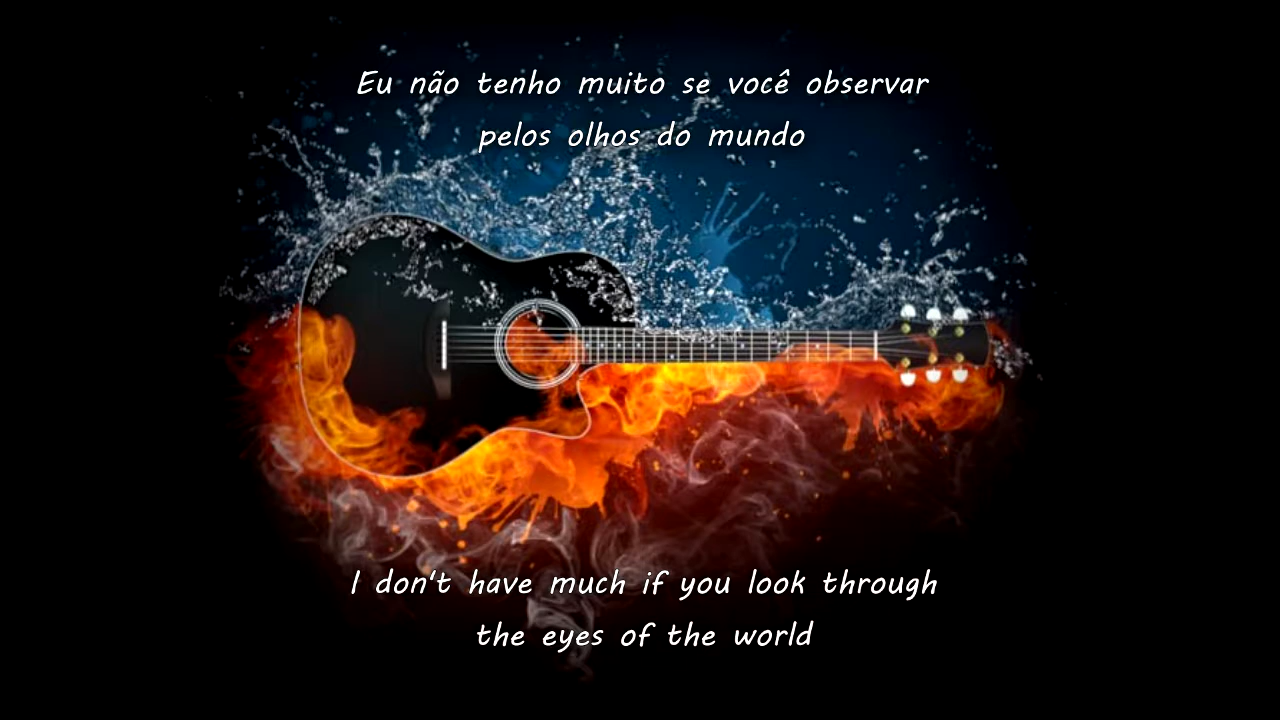 Eu não tenho muito se você observar
pelos olhos do mundo
I don't have much if you look through
the eyes of the world